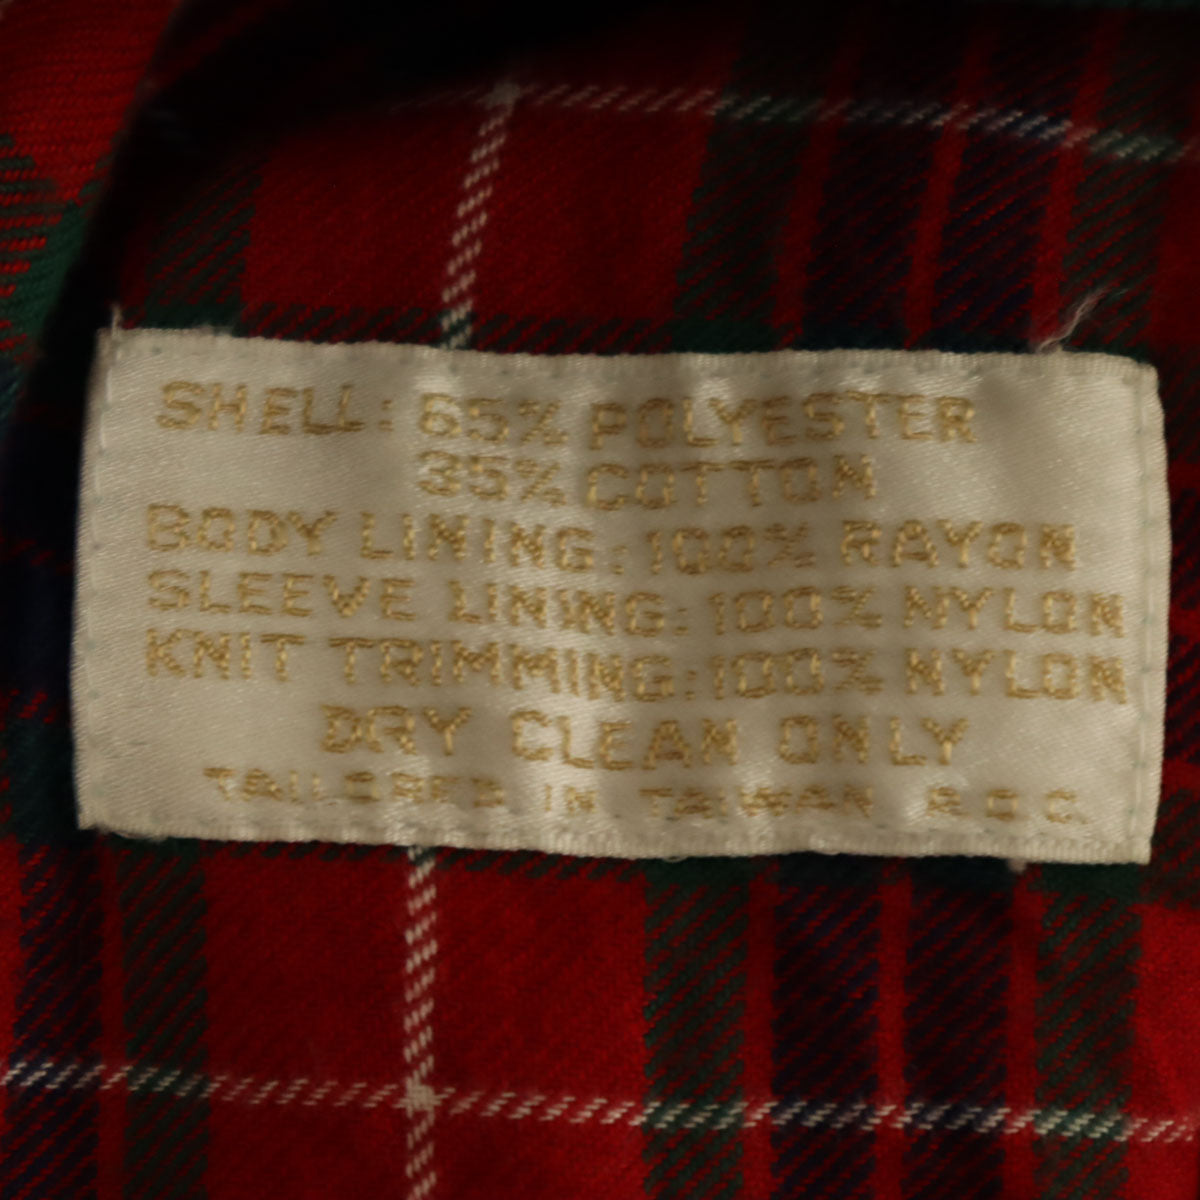 SHELL: 65% POLYESTER
35% COTTON
BODY LINING: 100% RAYON
SLEEVE LINING: 100% NYLON
KNIT TRIMMING: 100% NYLON
DRY CLEAN ONLY
TAILORED IN TAIWAN R.O.C.